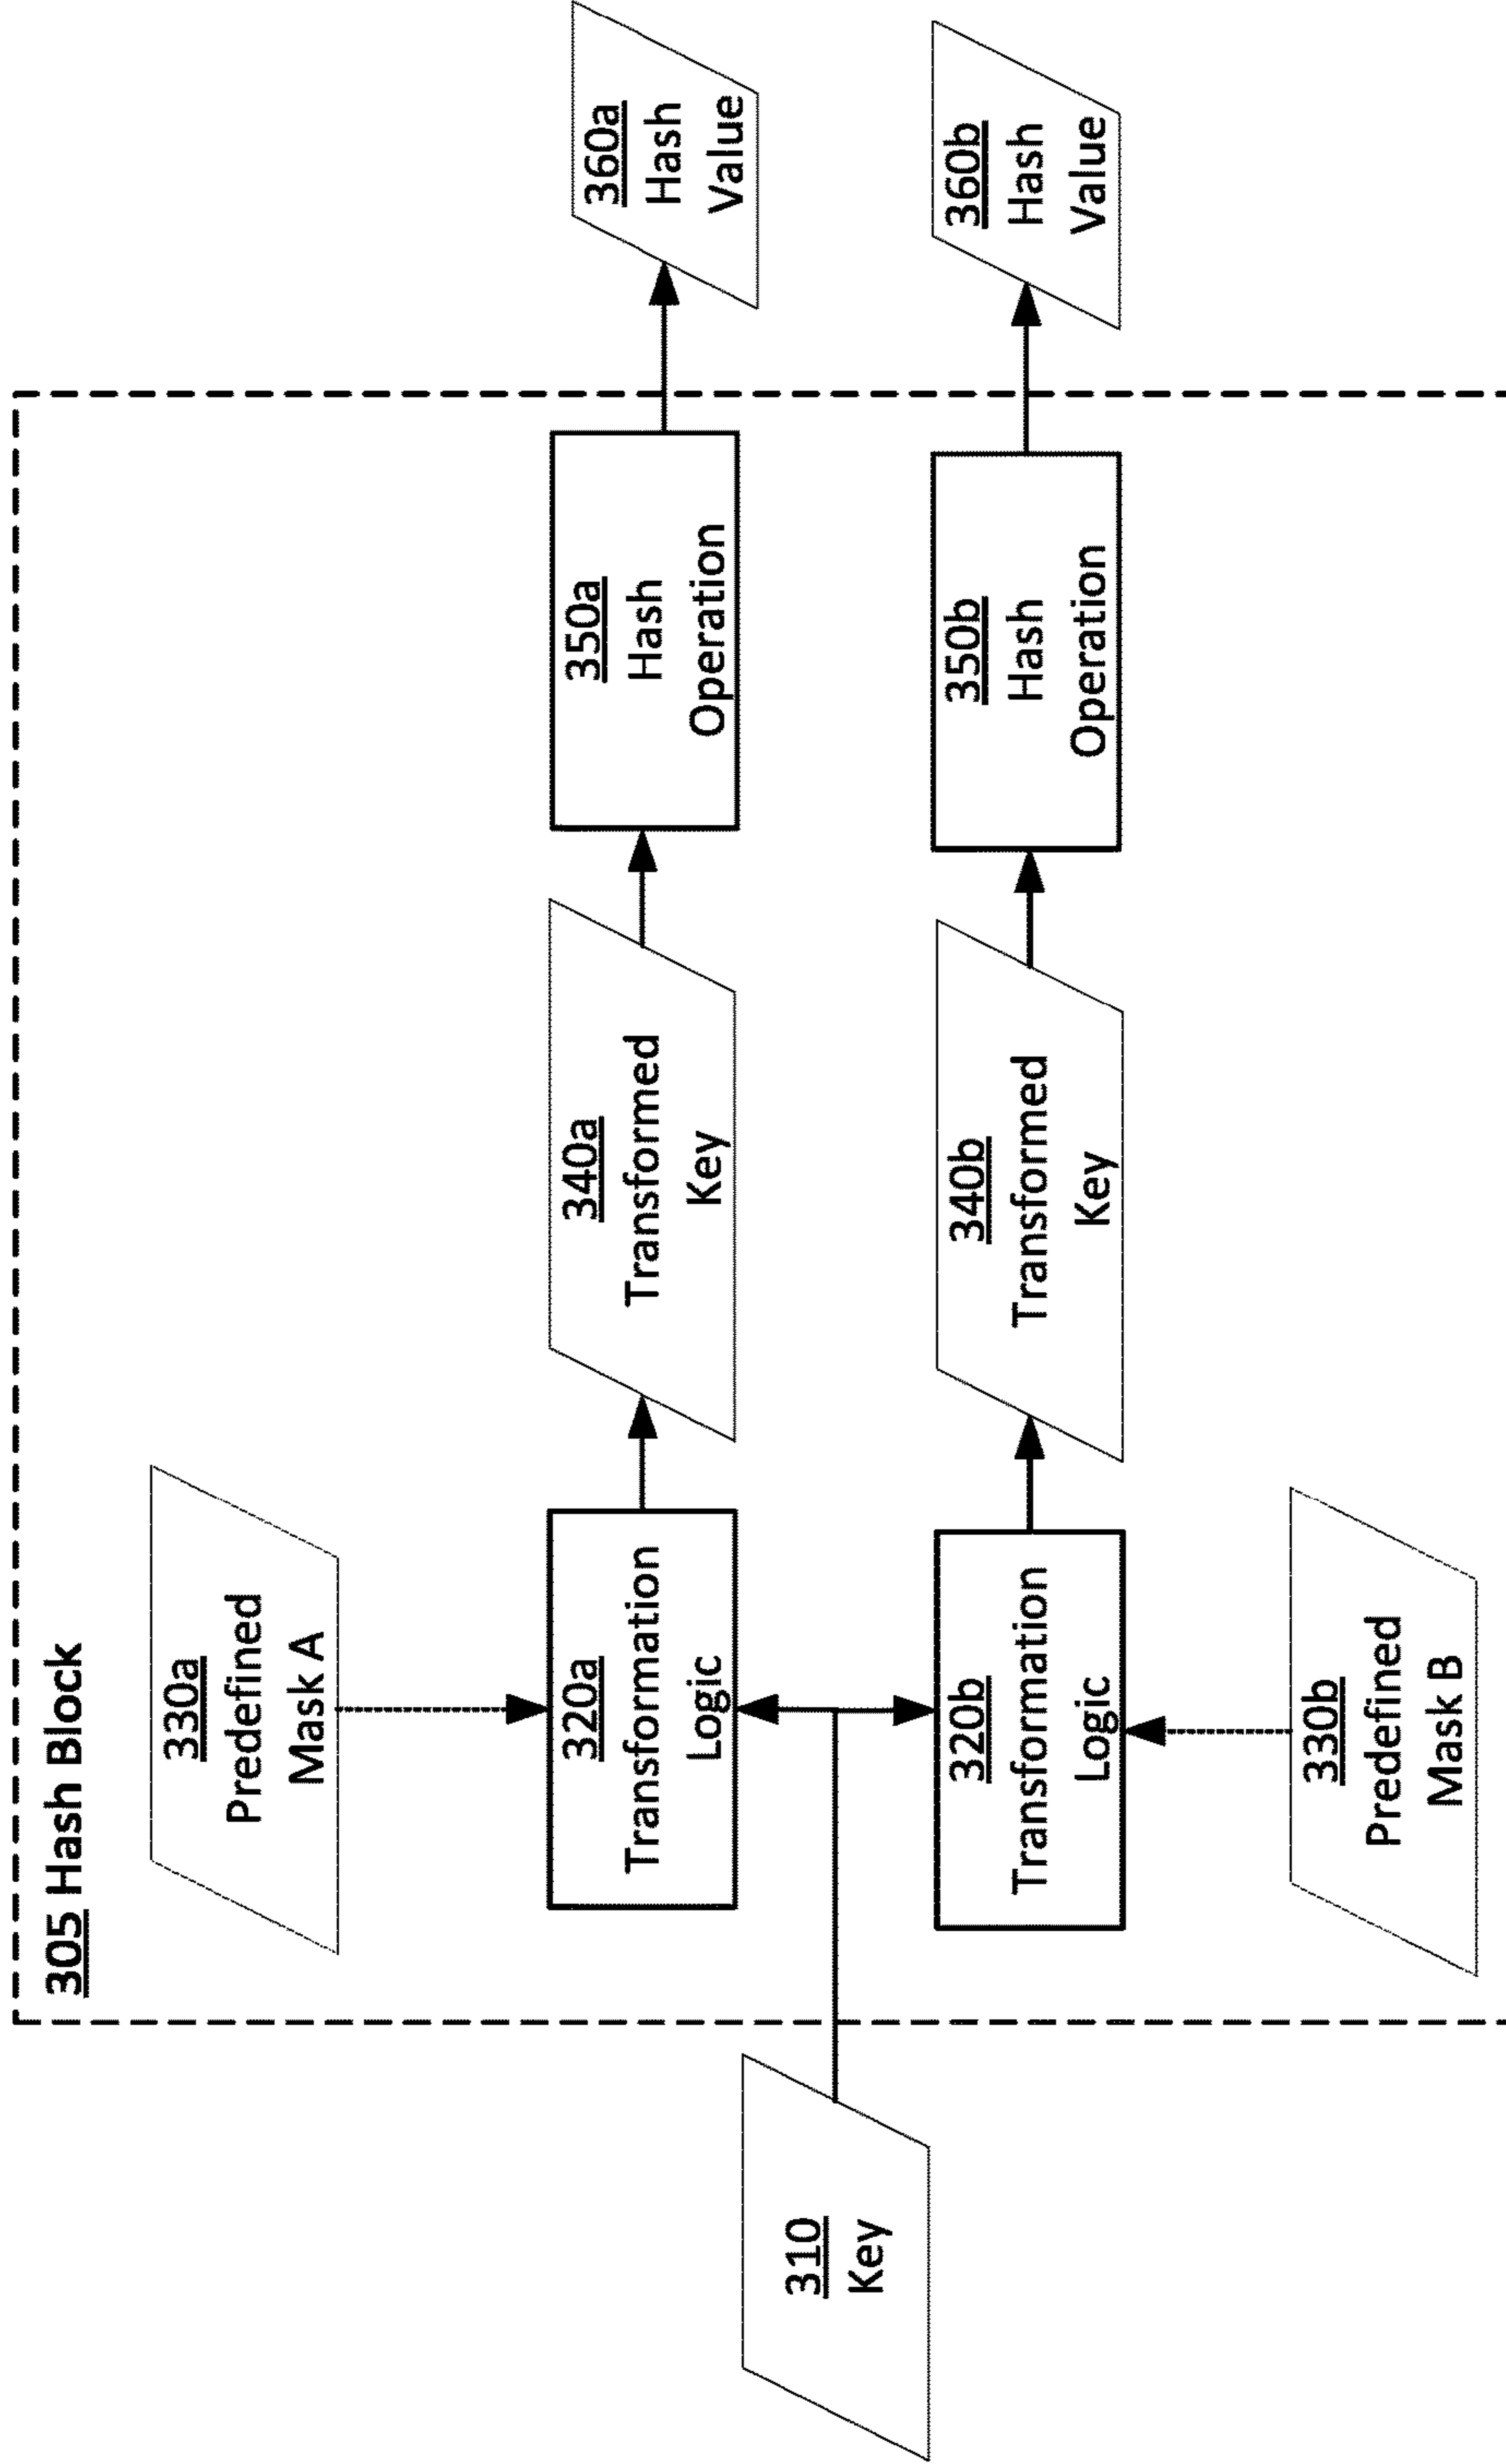 305 Hash Block
330a
Predefined
Mask A
320a
Transformation
Logic
340a
Transformed
Key
350a
Hash
Operation
360a
Hash
Value
310
Key
320b
Transformation
Logic
340b
Transformed
Key
350b
Hash
Operation
360b
Hash
Value
330b
Predefined
Mask B